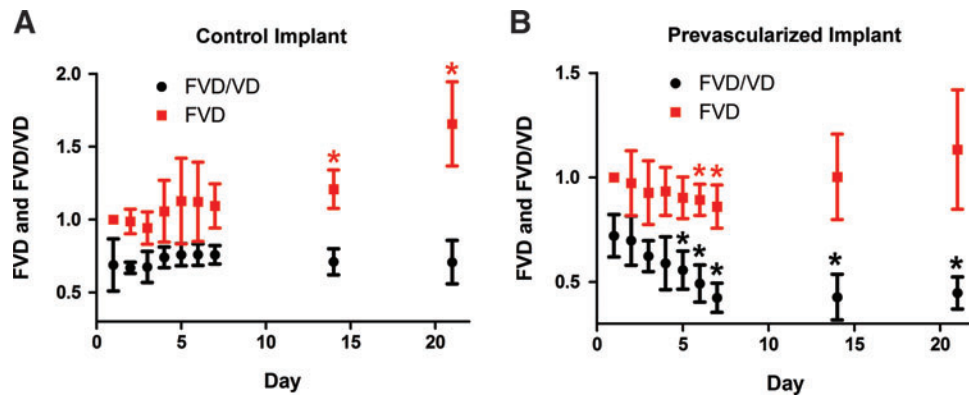 A
Control Implant
FVD and FVD/VD
2.0
1.5
1.0
0.5
FVD/VD
FVD
*
*
0
5
10
15
20
Day
B
Prevascularized Implant
FVD and FVD/VD
1.5
1.0
0.5
FVD/VD
FVD
* *
* * * * *
0
5
10
15
20
Day